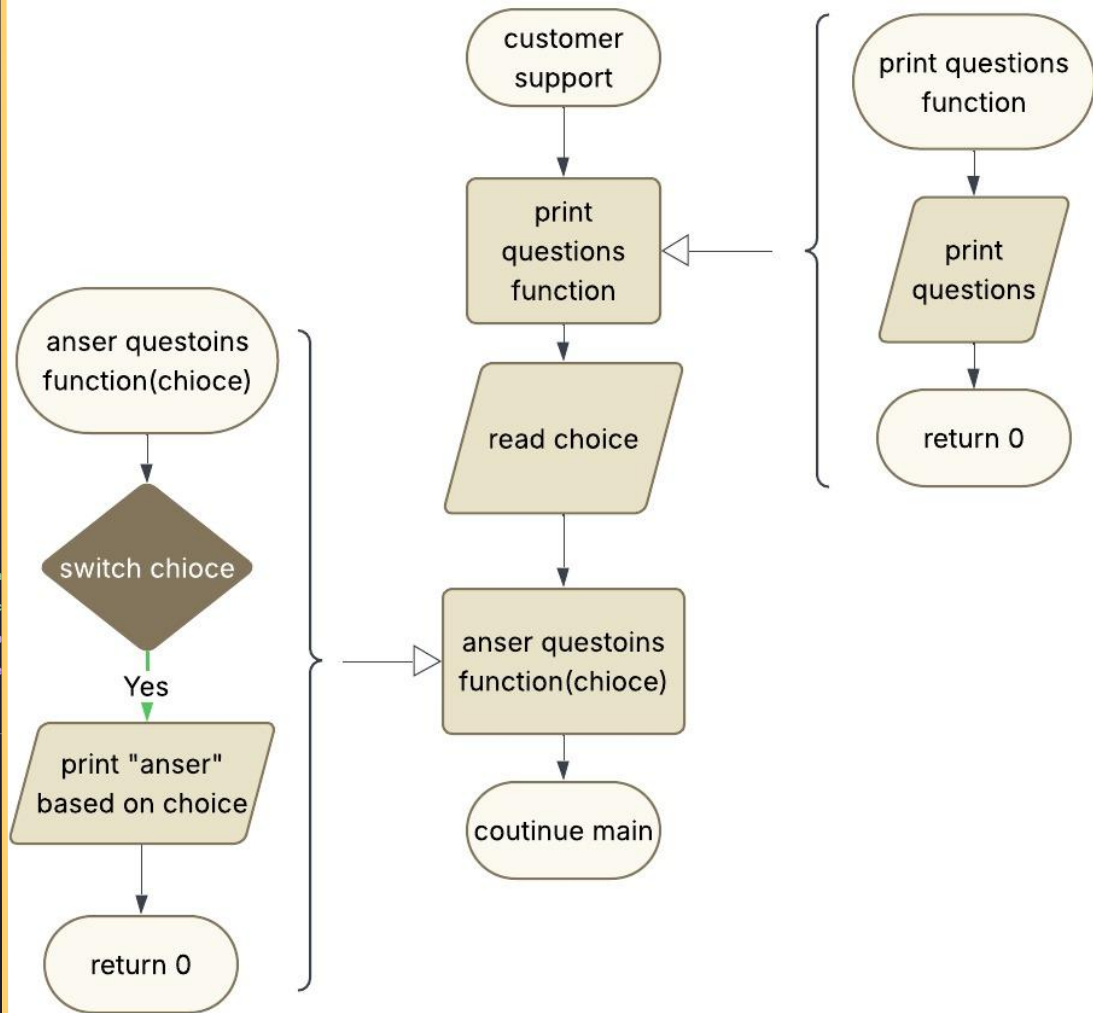 customer
support
print
questions
function
read choice
anser questoins
function(chioce)
coutinue main
print questions
function
print
questions
return 0
anser questoins
function(chioce)
switch chioce
Yes
print "anser"
based on choice
return 0